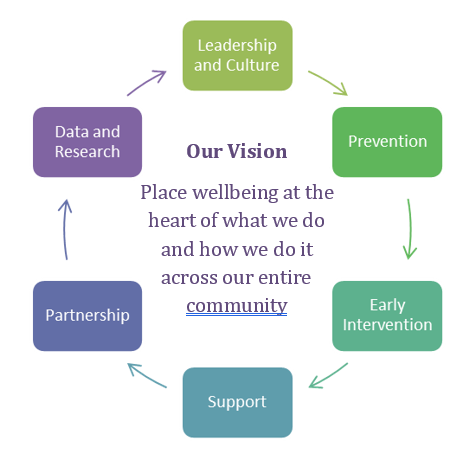 Leadership
and Culture
Prevention
Early
Intervention
Support
Partnership
Data and
Research
Our Vision
Place wellbeing at the
heart of what we do
and how we do it
across our entire
community